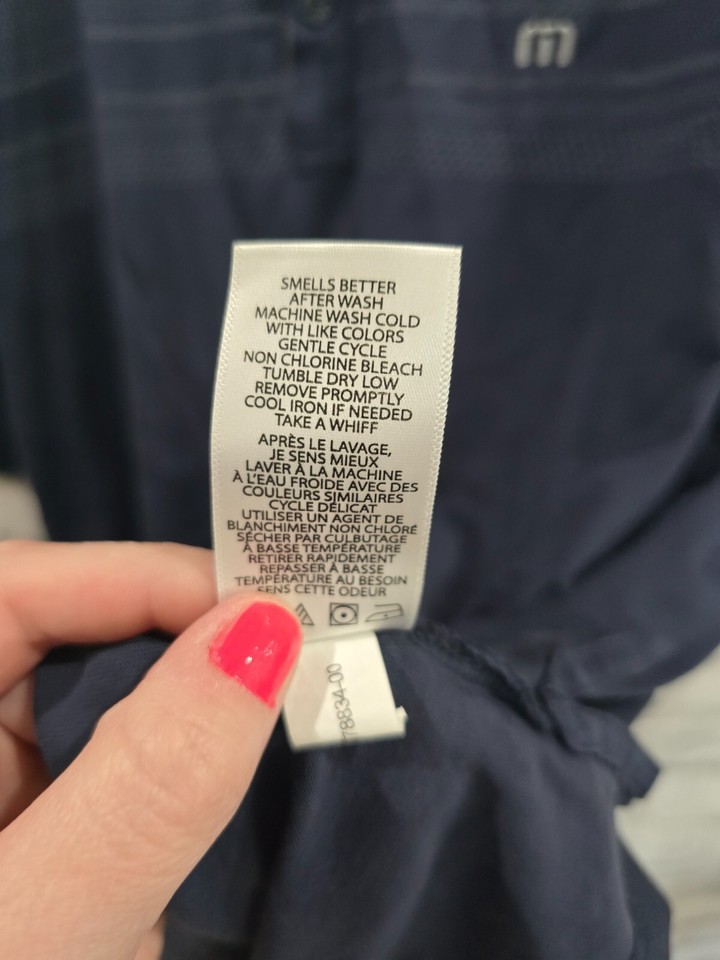 SMELLS BETTER
AFTER WASH
MACHINE WASH COLD
WITH LIKE COLORS
GENTLE CYCLE
NON CHLORINE BLEACH
TUMBLE DRY LOW
REMOVE PROMPTLY
COOL IRON IF NEEDED
TAKE A WHIFF
APRÈS LE LAVAGE,
JE SENS MIEUX
LAVER À LA MACHINE
À L'EAU FROIDE AVEC DES
COULEURS SIMILAIRES
CYCLE DÉLICAT
UTILISER UN AGENT DE
BLANCHIMENT NON CHLORÉ
SÉCHER PAR CULBUTAGE
À BASSE TEMPÉRATURE
RETIRER RAPIDEMENT
REPASSER À BASSE
TEMPÉRATURE AU BESOIN
SENS CETTE ODEUR
78834-00